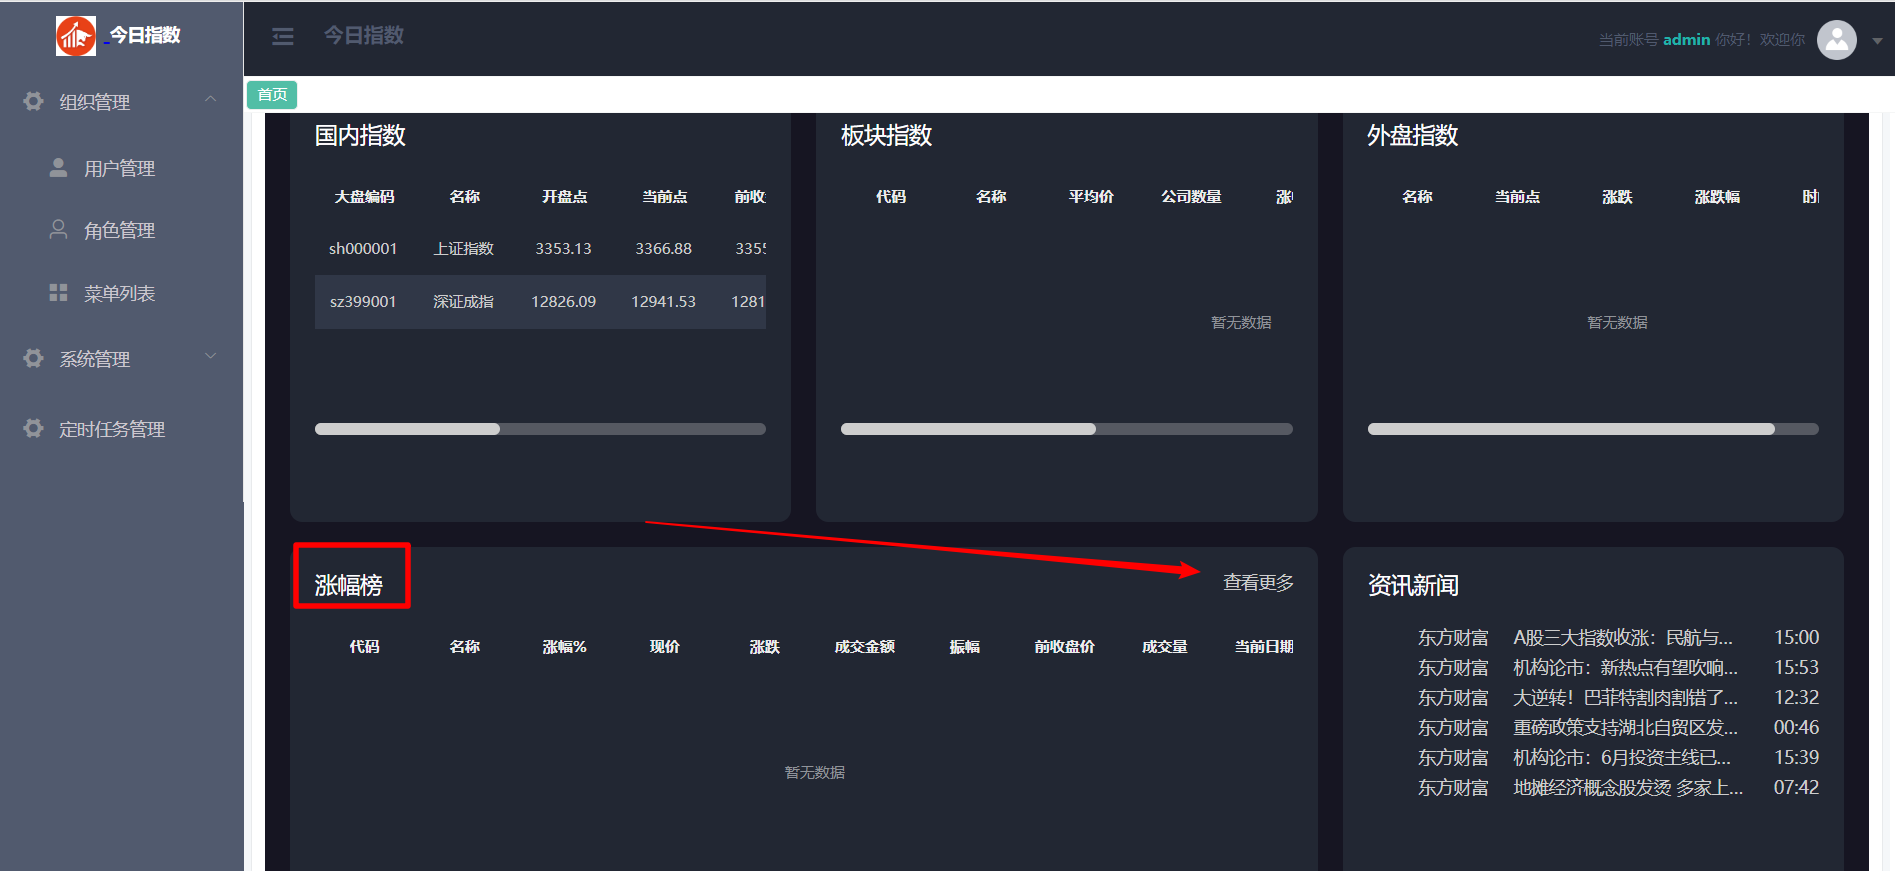 今日指数
今日指数
当前账号 admin 你好！欢迎你
首页
组织管理
用户管理
角色管理
菜单列表
系统管理
定时任务管理
国内指数
大盘编码 名称 开盘点 当前点 前收
sh000001 上证指数 3353.13 3366.88 335
sz399001 深证成指 12826.09 12941.53 1281
板块指数
代码 名称 平均价 公司数量 涨
暂无数据
外盘指数
名称 当前点 涨跌 涨跌幅 时
暂无数据
涨幅榜
查看更多
代码 名称 涨幅% 现价 涨跌 成交金额 振幅 前收盘价 成交量 当前日期
暂无数据
资讯新闻
东方财富 A股三大指数收涨：民航与... 15:00
东方财富 机构论市：新热点有望吹响... 15:53
东方财富 大逆转！巴菲特割肉割错了... 12:32
东方财富 重磅政策支持湖北自贸区发... 00:46
东方财富 机构论市：6月投资主线已... 15:39
东方财富 地摊经济概念股发烫 多家上... 07:42